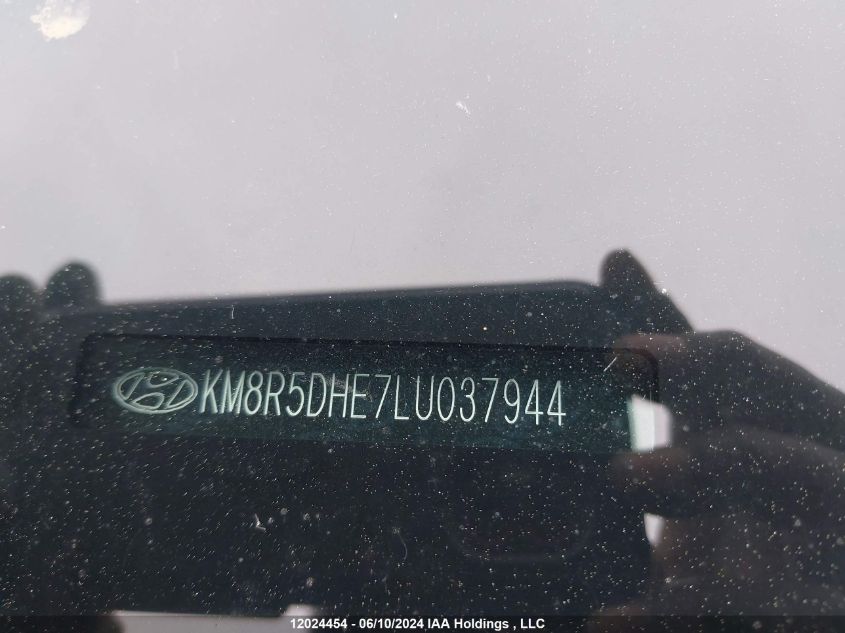 KM8R5DHE7LU037944
12024454 - 06/10/2024 IAA Holdings , LLC